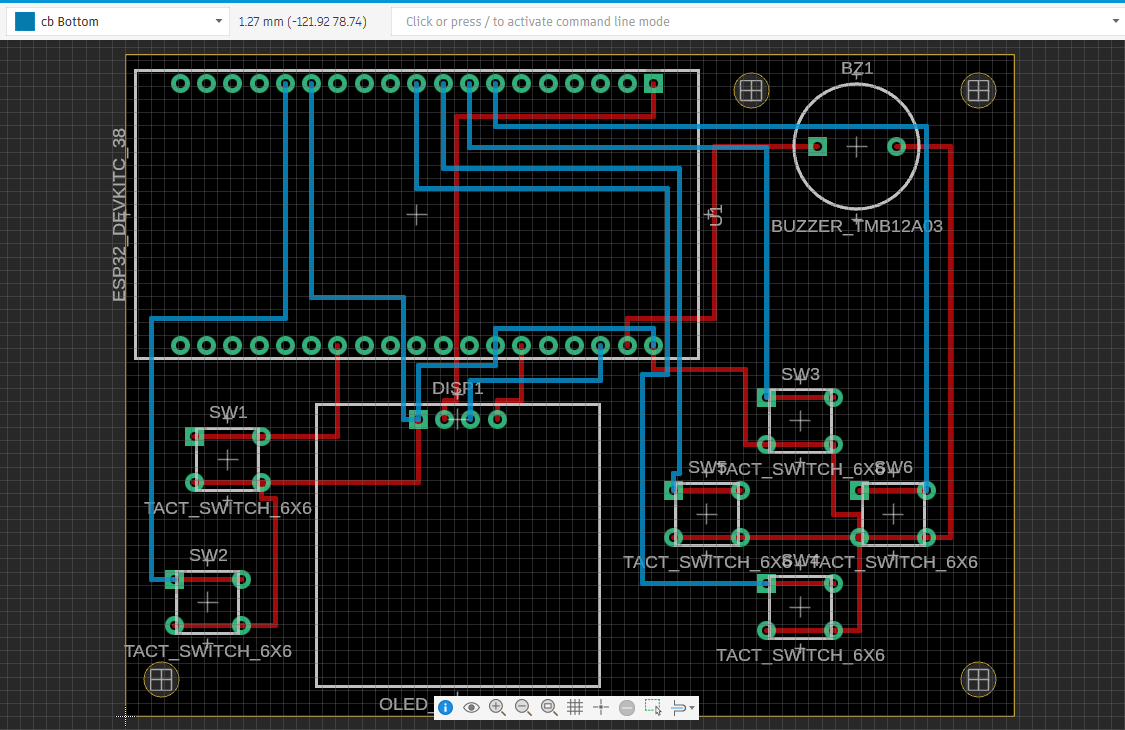 cb Bottom
1.27 mm (-121.92 78.74)
Click or press / to activate command line mode
BZ1
ESP32_DEVKITC_38
U1
BUZZER_TMB12A03
DISP1
SW3
SW1
TACT_SWITCH_6X6
SW5
SW6
TACT_SWITCH_6X6
SW2
TACT_SWITCH_6X6
SW4
TACT_SWITCH_6X6
TACT_SWITCH_6X6
TACT_SWITCH_6X6
OLED_